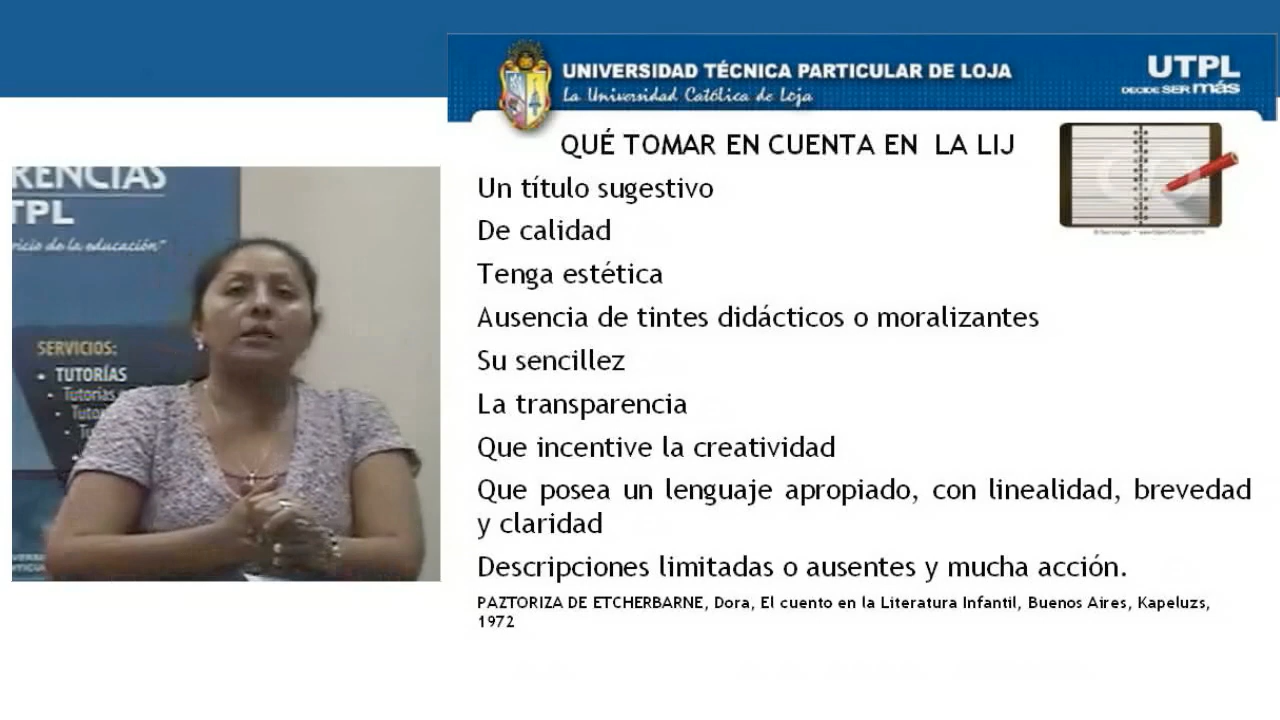 UNIVERSIDAD TÉCNICA PARTICULAR DE LOJA
La Universidad Católica de Loja
UTPL
DECIDE SER más
QUÉ TOMAR EN CUENTA EN LA LIJ
Un título sugestivo
De calidad
Tenga estética
Ausencia de tintes didácticos o moralizantes
Su sencillez
La transparencia
Que incentive la creatividad
Que posea un lenguaje apropiado, con linealidad, brevedad
y claridad
Descripciones limitadas o ausentes y mucha acción.
PAZTORIZA DE ETCHERBARNE, Dora, El cuento en la Literatura Infantil, Buenos Aires, Kapeluzs,
1972
RENCIAS
TPL
icio de la educación"
SERVICIOS:
• TUTORÍAS
• Tutorías
• Tuto
• Tu